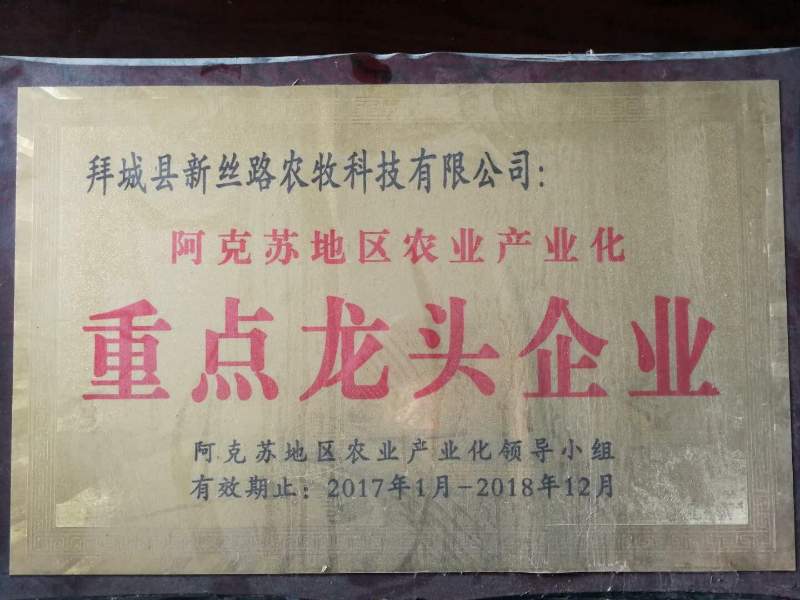 拜城县新丝路农牧科技有限公司：
阿克苏地区农业产业化
重点龙头企业
阿克苏地区农业产业化领导小组
有效期止：2017年1月-2018年12月